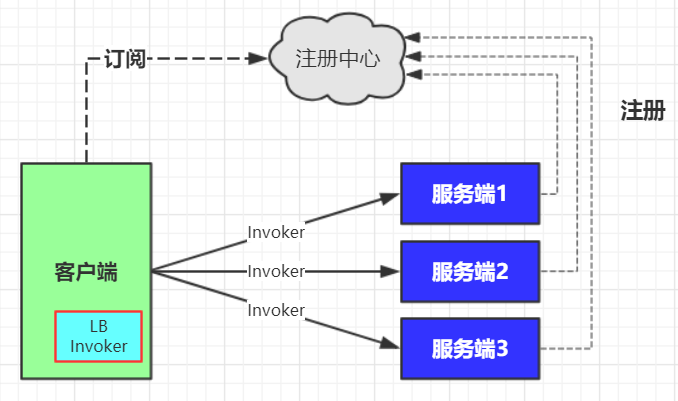 订阅
注册中心
注册
客户端
LB
Invoker
Invoker
Invoker
Invoker
服务端1
服务端2
服务端3